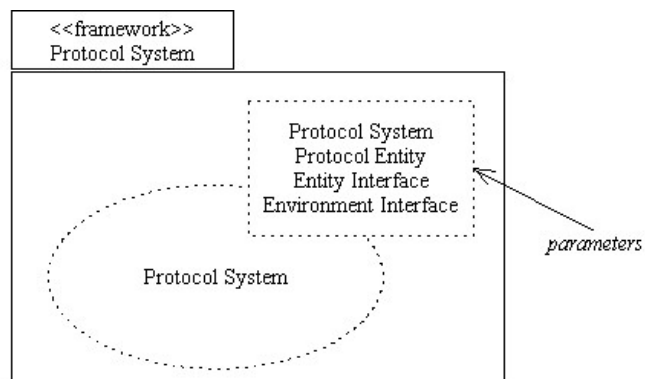 <<framework>>
Protocol System
Protocol System
Protocol Entity
Entity Interface
Environment Interface
parameters
Protocol System